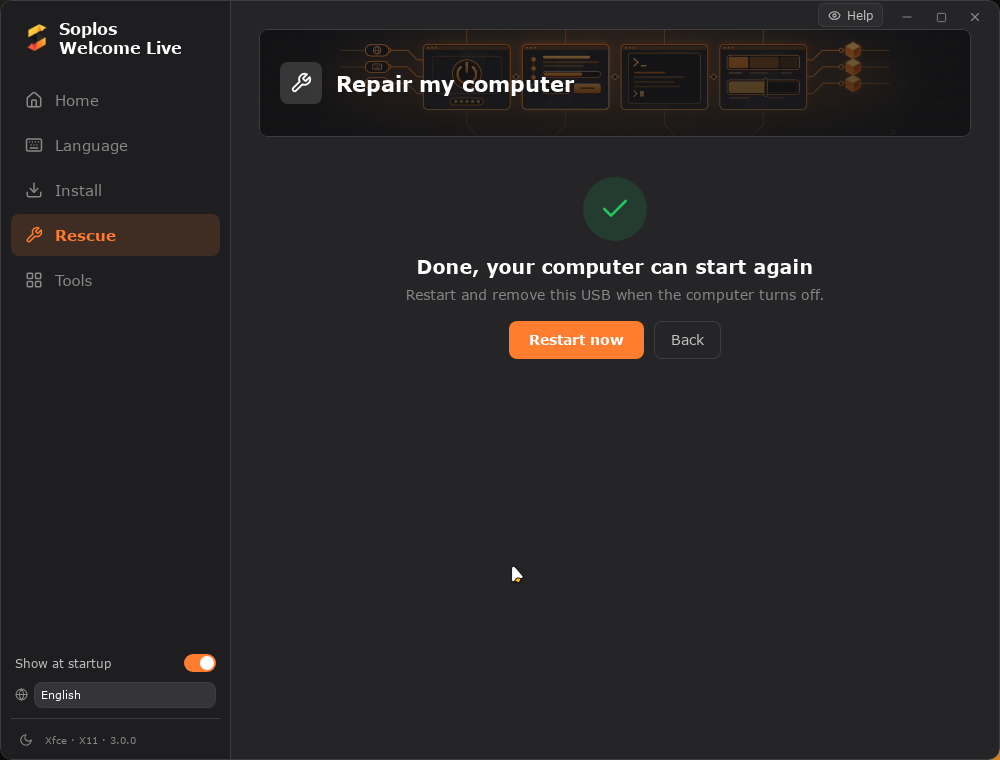 Soplos
Welcome Live
Help
Home
Language
Install
Rescue
Tools
Repair my computer
Done, your computer can start again
Restart and remove this USB when the computer turns off.
Restart now
Back
Show at startup
English
Xfce · X11 · 3.0.0